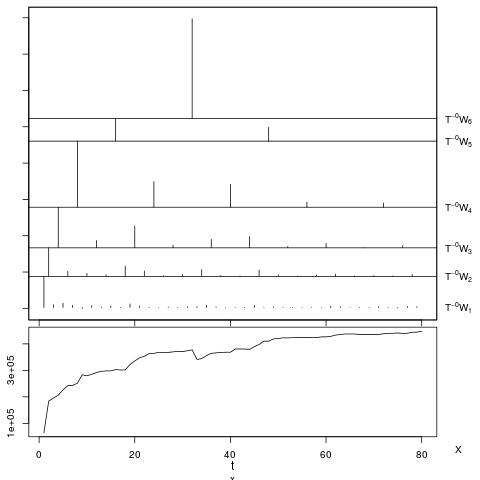 T⁻⁰W₆
T⁻⁰W₅
T⁻⁰W₄
T⁻⁰W₃
T⁻⁰W₂
T⁻⁰W₁
3e+05
1e+05
0 20 40 60 80
t
x
X